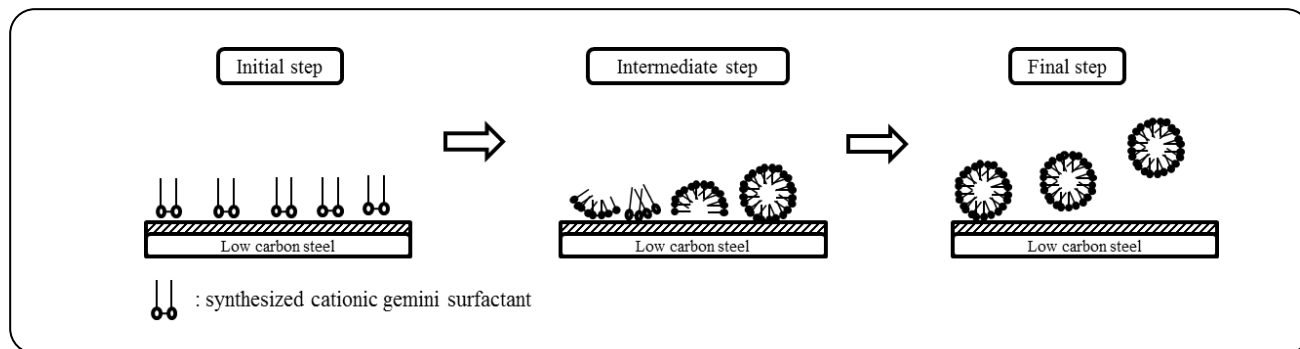 Initial step
Intermediate step
Final step
Low carbon steel
Low carbon steel
Low carbon steel
: synthesized cationic gemini surfactant